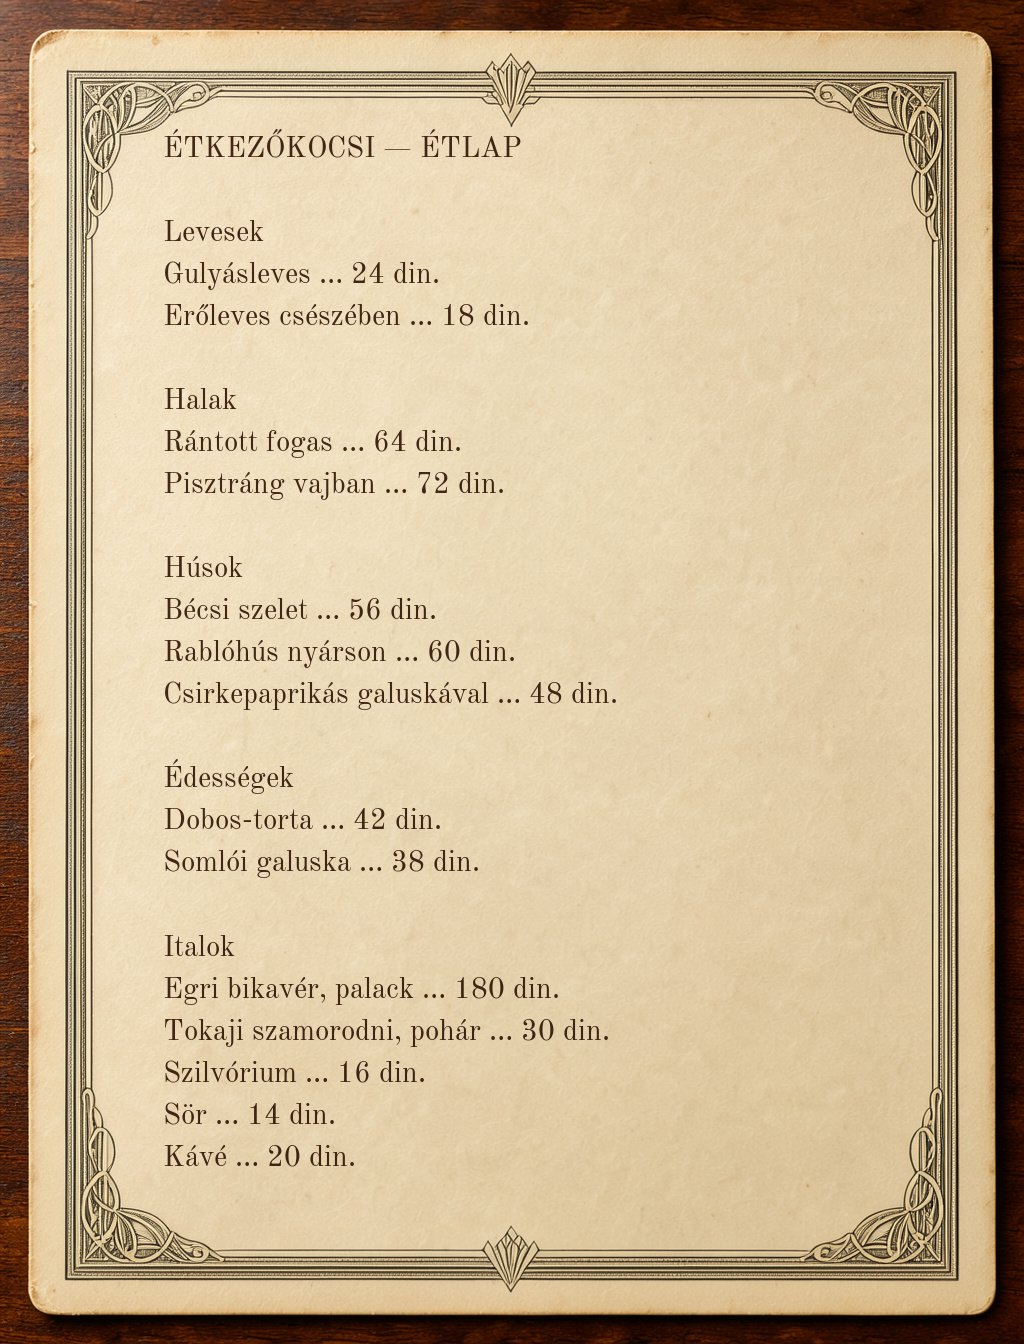 ÉTKEZŐKOCSI — ÉTLAP
Levesek
Gulyásleves ... 24 din.
Erőleves csészében ... 18 din.
Halak
Rántott fogas ... 64 din.
Pisztráng vajban ... 72 din.
Húsok
Bécsi szelet ... 56 din.
Rablóhús nyárson ... 60 din.
Csirkepaprikás galuskával ... 48 din.
Édességek
Dobos-torta ... 42 din.
Somlói galuska ... 38 din.
Italok
Egri bikavér, palack ... 180 din.
Tokaji szamorodni, pohár ... 30 din.
Szilvórium ... 16 din.
Sör ... 14 din.
Kávé ... 20 din.